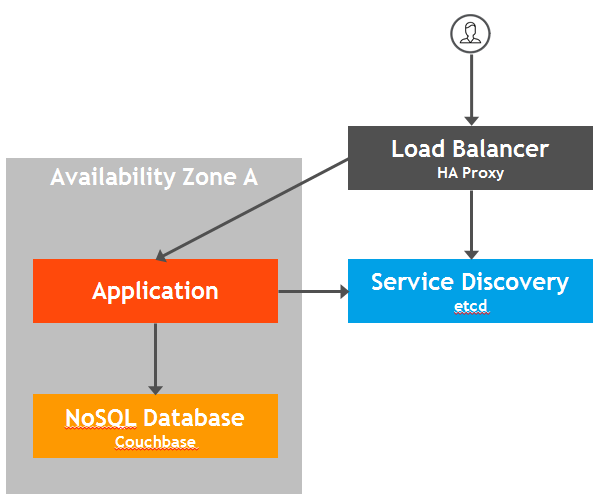 Load Balancer
HA Proxy
Availability Zone A
Application
Service Discovery
etcd
NoSQL Database
Couchbase